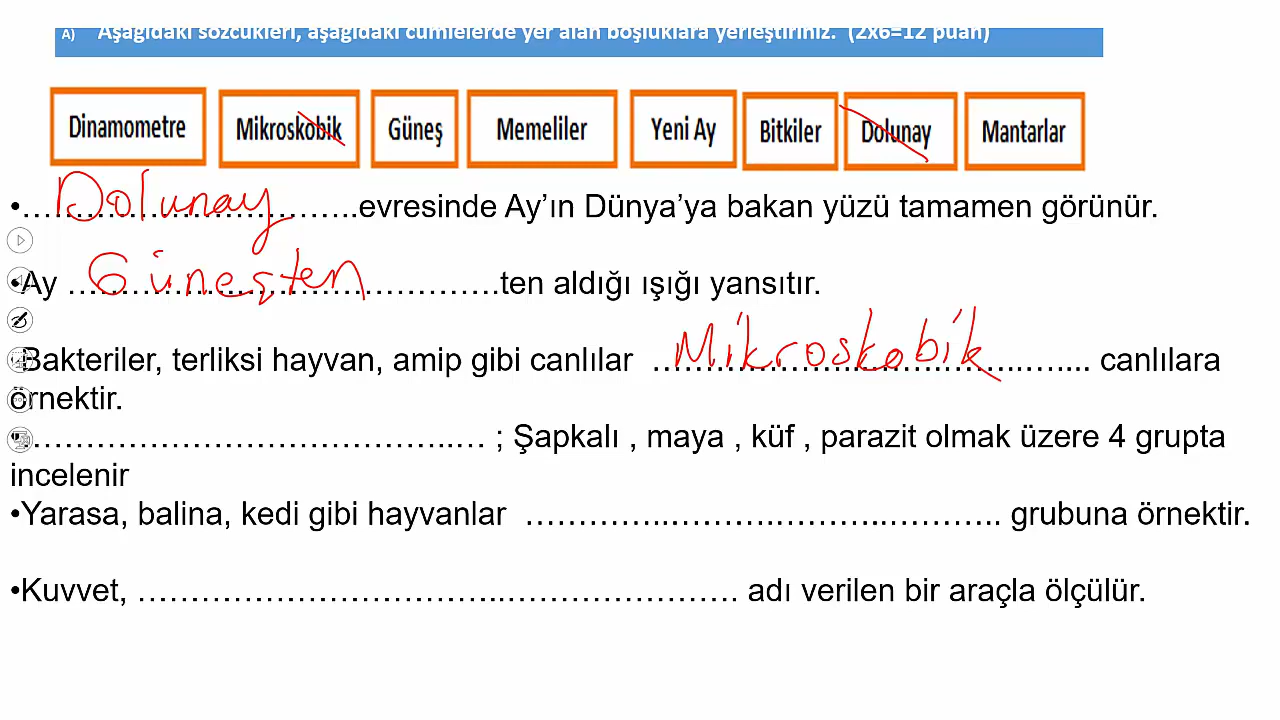 A) Aşağıdaki sözcükleri, aşağıdaki cümlelerde yer alan boşluklara yerleştiriniz. (2x6=12 puan)
Dinamometre Mikroskobik Güneş Memeliler Yeni Ay Bitkiler Dolunay Mantarlar
•……Dolunay……..evresinde Ay’ın Dünya’ya bakan yüzü tamamen görünür.
•Ay ……Güneşten…….ten aldığı ışığı yansıtır.
Bakteriler, terliksi hayvan, amip gibi canlılar ……Mikroskobik…….... canlılara
örnektir.
……………………………………..… ; Şapkalı , maya , küf , parazit olmak üzere 4 grupta
incelenir
•Yarasa, balina, kedi gibi hayvanlar …………..……….………..……….. grubuna örnektir.
•Kuvvet, ……………………………..…………………. adı verilen bir araçla ölçülür.